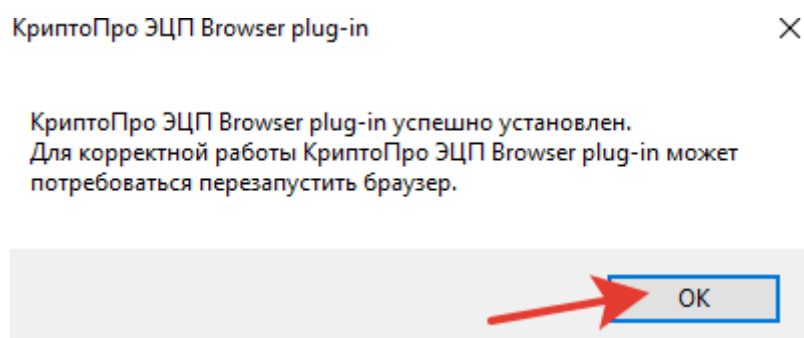 КриптоПро ЭЦП Browser plug-in
КриптоПро ЭЦП Browser plug-in успешно установлен.
Для корректной работы КриптоПро ЭЦП Browser plug-in может
потребоваться перезапустить браузер.
OK